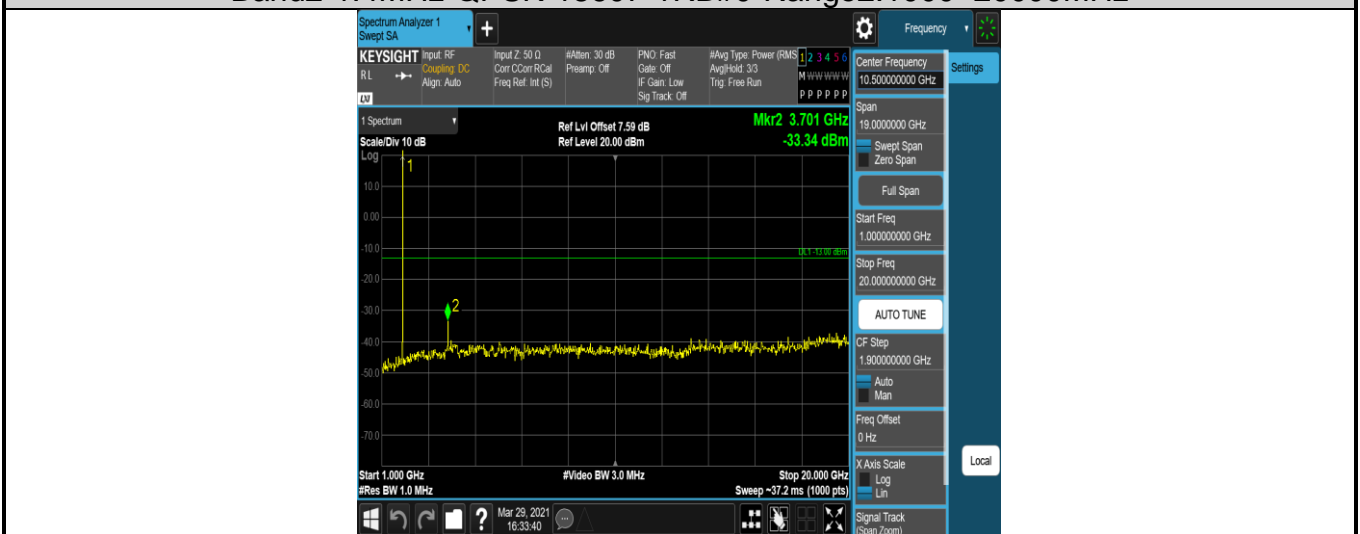 Spectrum Analyzer 1
Swept SA
Frequency
KEYSIGHT
Input: RF
Coupling: DC
Align: Auto
Input Z: 50 Ω
Corr CCorr RCal
Freq Ref: Int (S)
#Atten: 30 dB
Preamp: Off
PNO: Fast
Gate: Off
IF Gain: Low
Sig Track: Off
#Avg Type: Power (RMS
Avg|Hold: 3/3
Trig: Free Run
1 2 3 4 5 6
M W W W W W
P P P P P P
RL
LXI
Center Frequency
10.500000000 GHz
Settings
1 Spectrum
Ref Lvl Offset 7.59 dB
Mkr2 3.701 GHz
Scale/Div 10 dB
Ref Level 20.00 dBm
-33.34 dBm
Log
1
10.0
0.00
-10.0
DL1 -13.00 dBm
-20.0
-30.0
2
-40.0
-50.0
-60.0
-70.0
Start 1.000 GHz
#Video BW 3.0 MHz
Stop 20.000 GHz
#Res BW 1.0 MHz
Sweep ~37.2 ms (1000 pts)
Span
19.0000000 GHz
Swept Span
Zero Span
Full Span
Start Freq
1.000000000 GHz
Stop Freq
20.000000000 GHz
AUTO TUNE
CF Step
1.900000000 GHz
Auto
Man
Freq Offset
0 Hz
X Axis Scale
Log
Lin
Local
Signal Track
(Span Zoom)
?
Mar 29, 2021
16:33:40